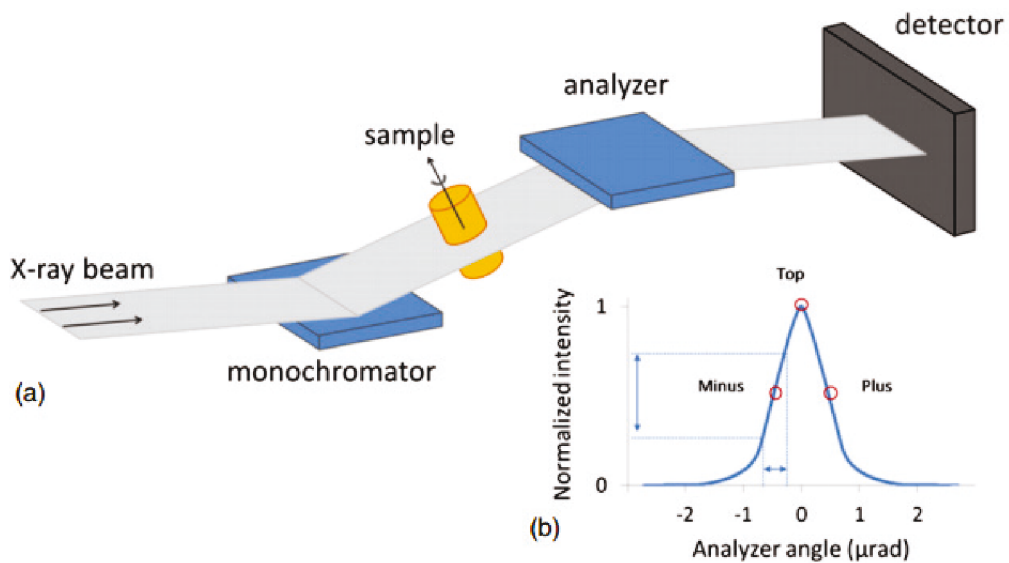 detector
analyzer
sample
X-ray beam
monochromator
(a)
Top
1
Normalized intensity
Minus
Plus
0
-2 -1 0 1 2
(b)
Analyzer angle (µrad)